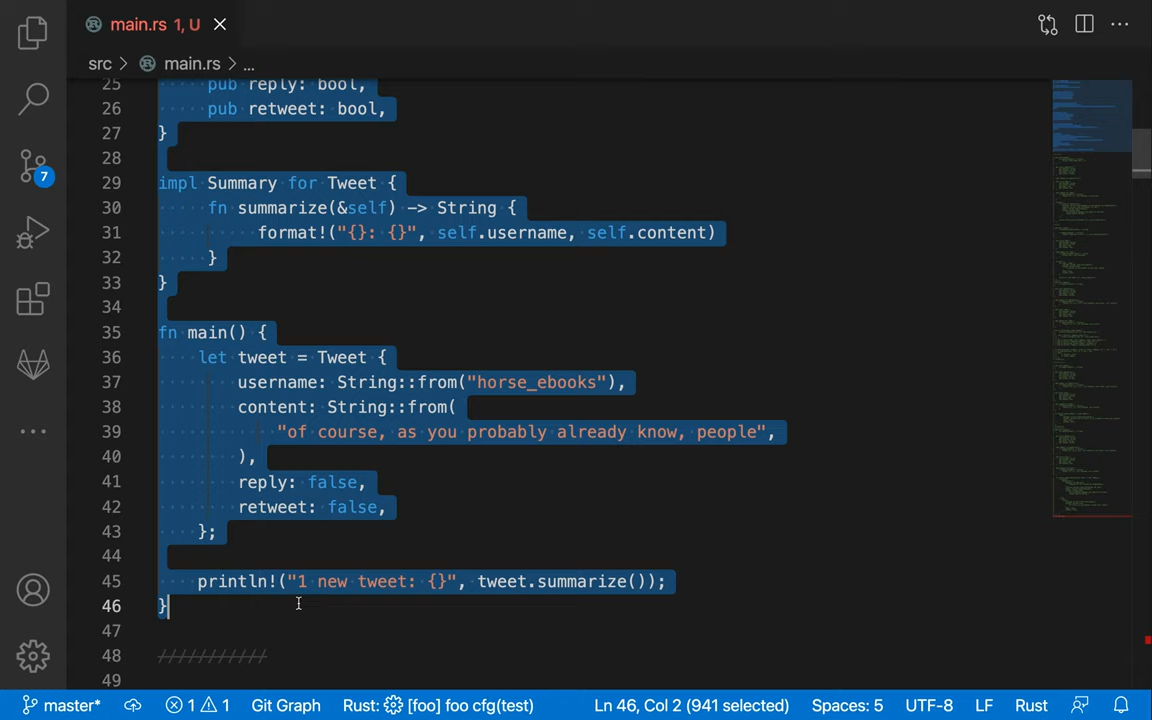 main.rs 1, U
src > main.rs > ...
25 pub reply: bool,
26 pub retweet: bool,
27 }
28
29 impl Summary for Tweet {
30 fn summarize(&self) -> String {
31 format!("{}: {}", self.username, self.content)
32 }
33 }
34
35 fn main() {
36 let tweet = Tweet {
37 username: String::from("horse_ebooks"),
38 content: String::from(
39 "of course, as you probably already know, people",
40 ),
41 reply: false,
42 retweet: false,
43 };
44
45 println!("1 new tweet: {}", tweet.summarize());
46 }
47
48 ///////////
49
7
master* 1 1 Git Graph Rust: [foo] foo cfg(test) Ln 46, Col 2 (941 selected) Spaces: 5 UTF-8 LF Rust